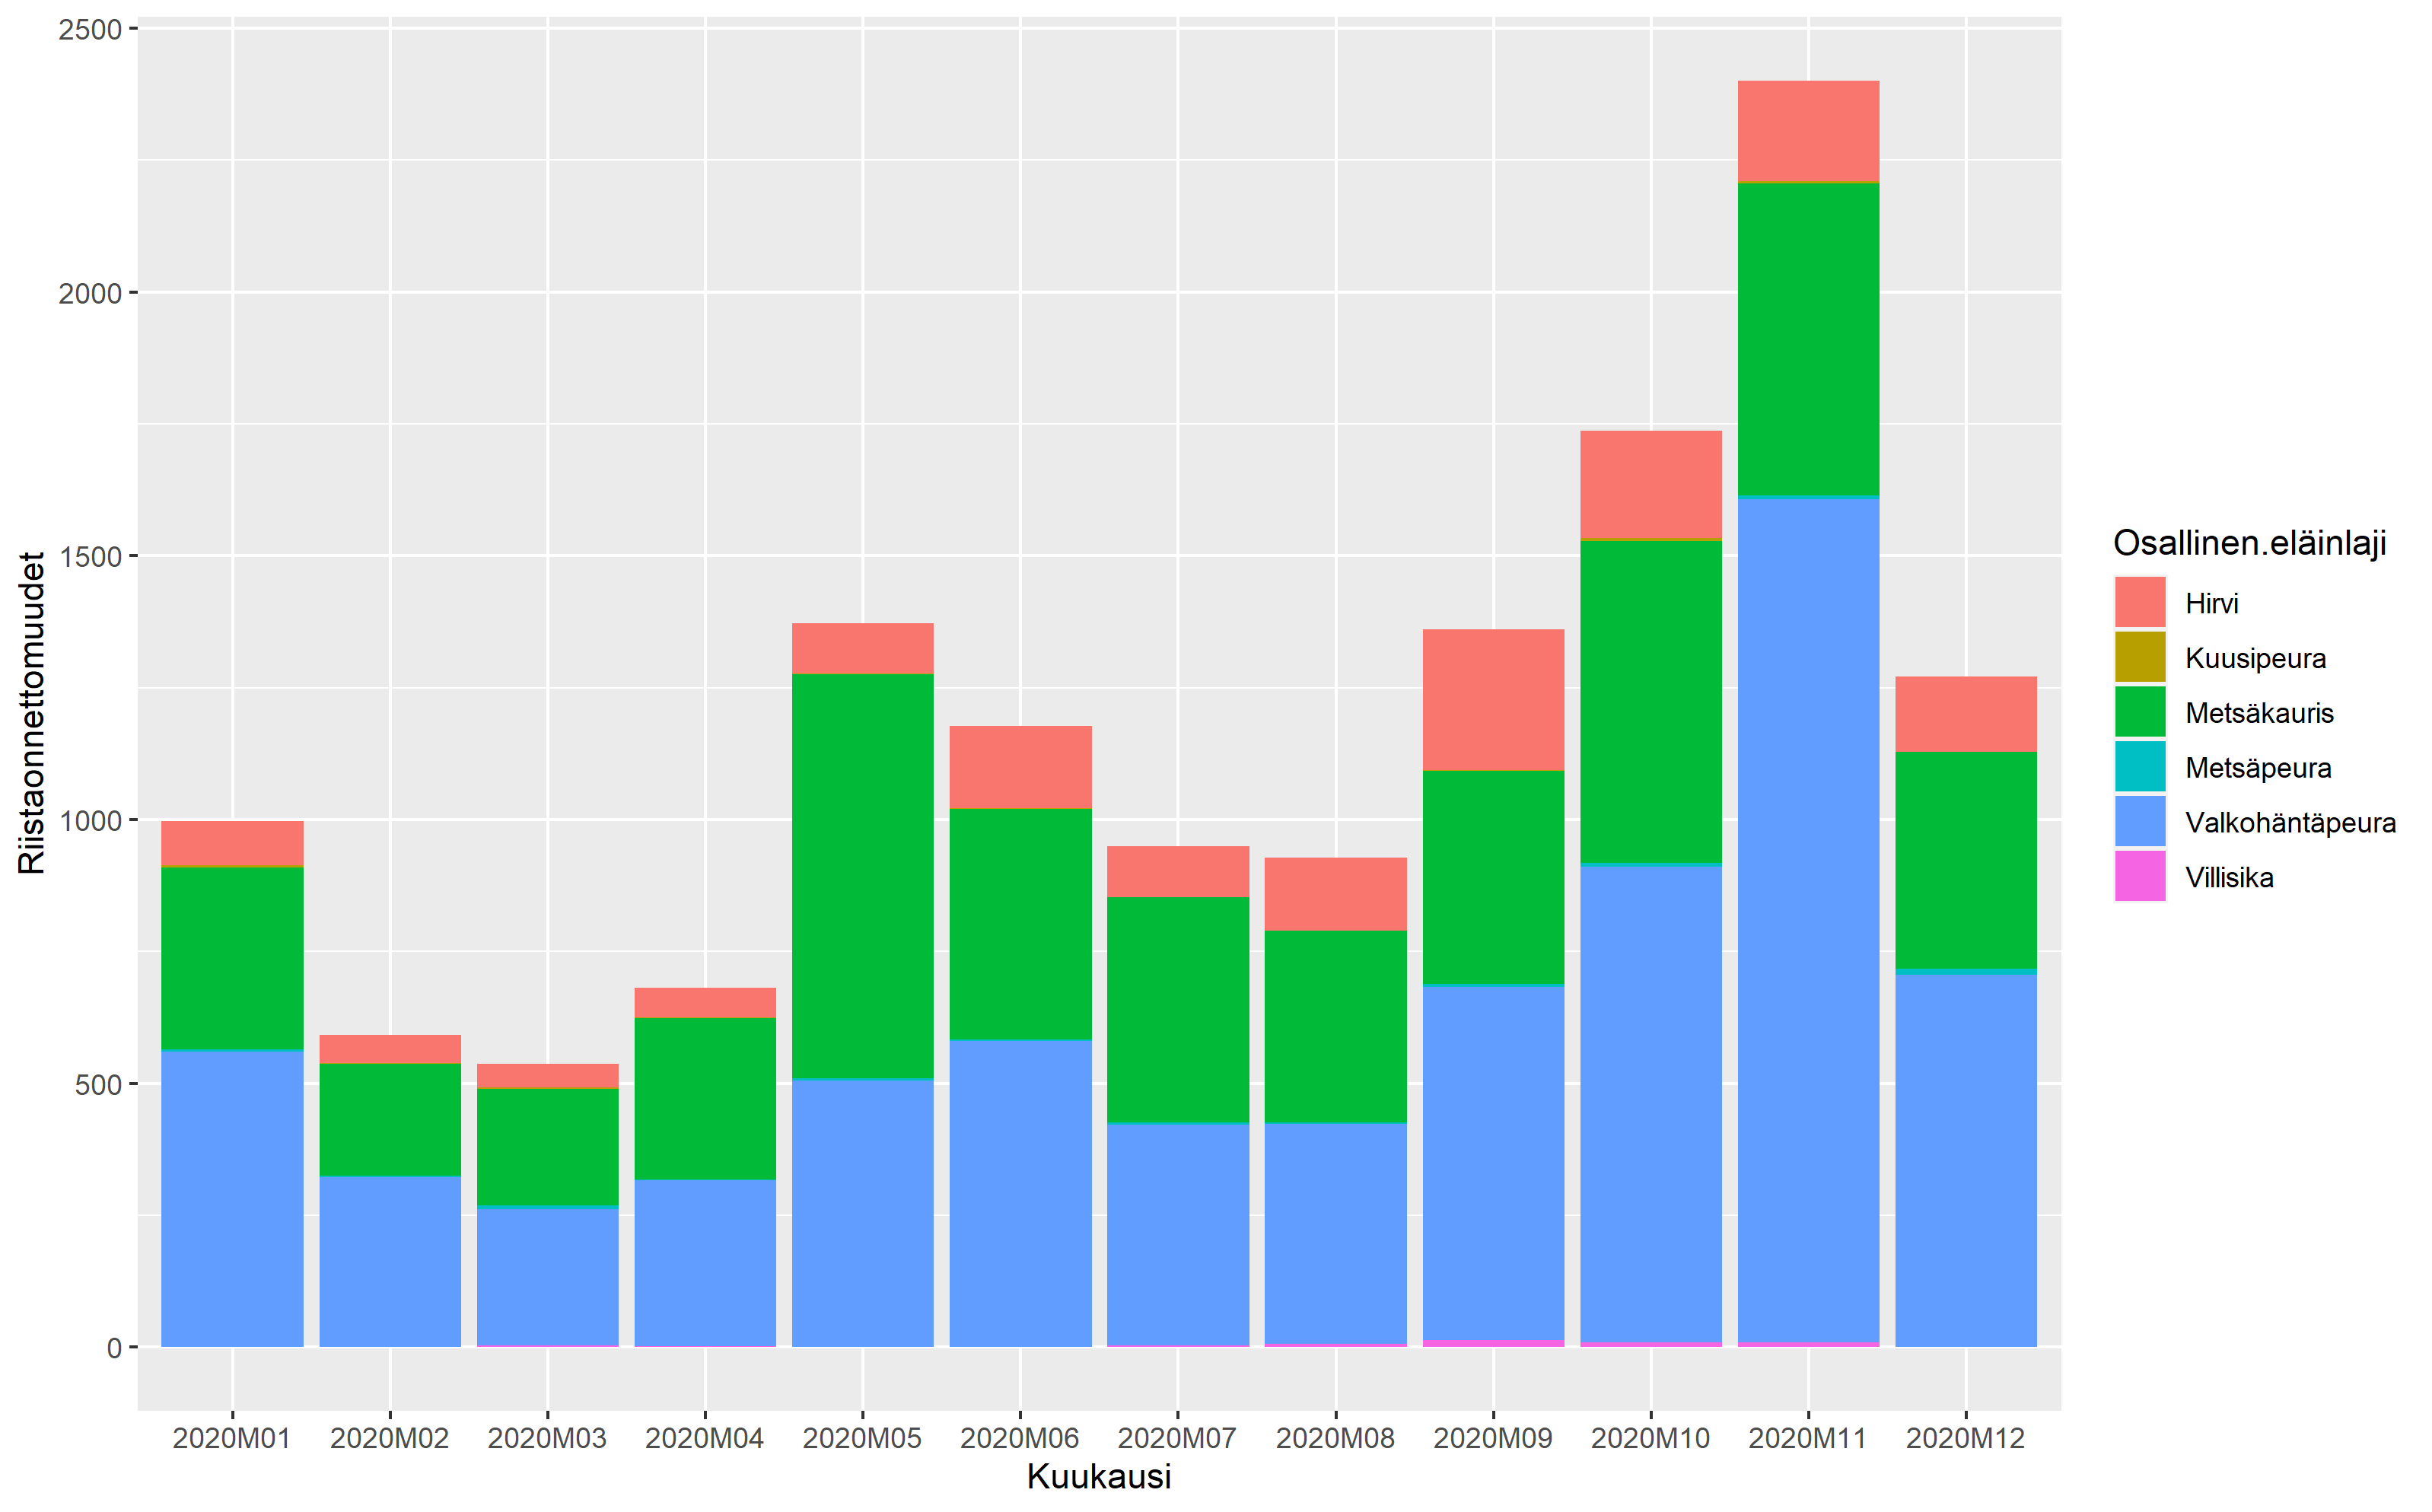 2500
2000
1500
1000
500
0
Riistaonnettomuudet
2020M01 2020M02 2020M03 2020M04 2020M05 2020M06 2020M07 2020M08 2020M09 2020M10 2020M11 2020M12
Kuukausi
Osallinen.eläinlaji
Hirvi
Kuusipeura
Metsäkauris
Metsäpeura
Valkohäntäpeura
Villisika